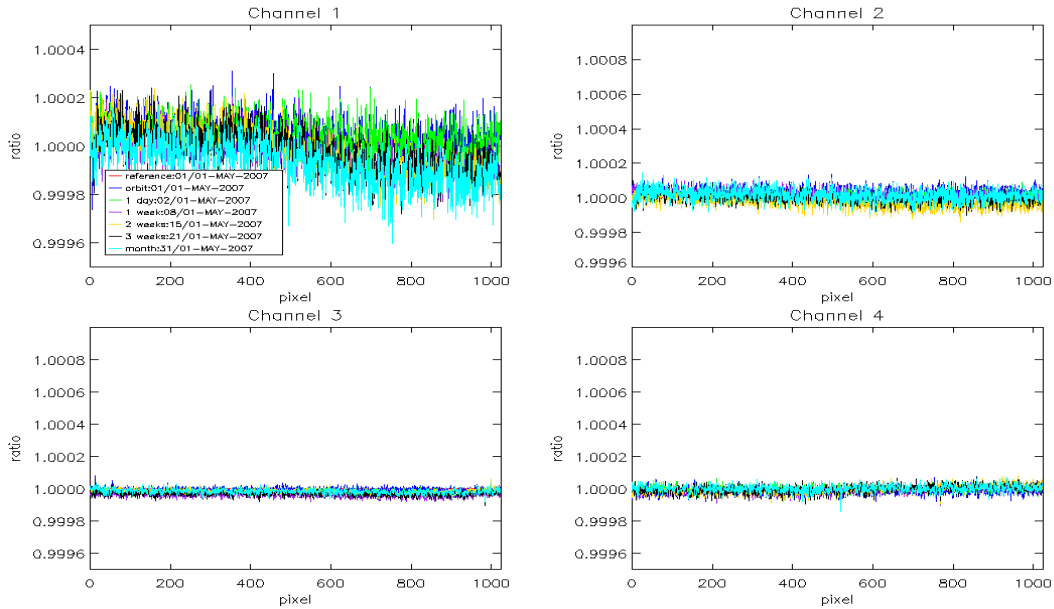 Channel 1
1.0004
1.0002
1.0000
0.9998
0.9996
ratio
reference:01/01-MAY-2007
orbit:01/01-MAY-2007
1 day:02/01-MAY-2007
1 week:08/01-MAY-2007
2 weeks:15/01-MAY-2007
3 weeks:21/01-MAY-2007
month:31/01-MAY-2007
0 200 400 600 800 1000
pixel
Channel 2
1.0008
1.0006
1.0004
1.0002
1.0000
0.9998
0.9996
ratio
0 200 400 600 800 1000
pixel
Channel 3
1.0008
1.0006
1.0004
1.0002
1.0000
0.9998
0.9996
ratio
0 200 400 600 800 1000
pixel
Channel 4
1.0008
1.0006
1.0004
1.0002
1.0000
0.9998
0.9996
ratio
0 200 400 600 800 1000
pixel